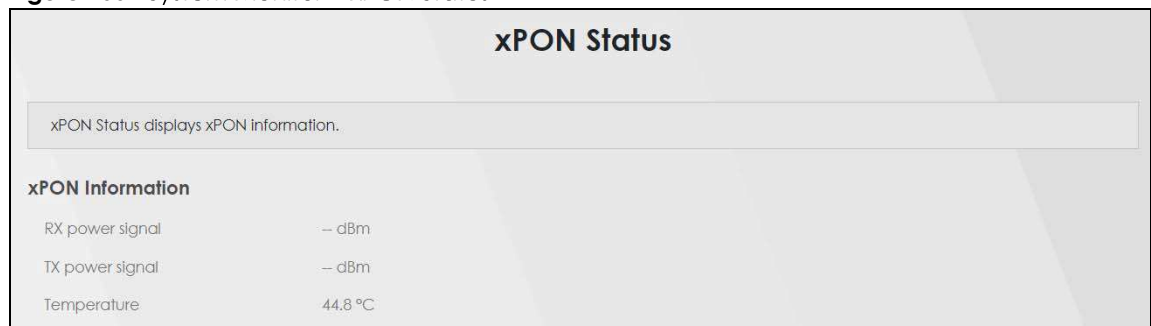 xPON Status
xPON Status displays xPON information.
xPON Information
RX power signal -- dBm
TX power signal -- dBm
Temperature 44.8 °C